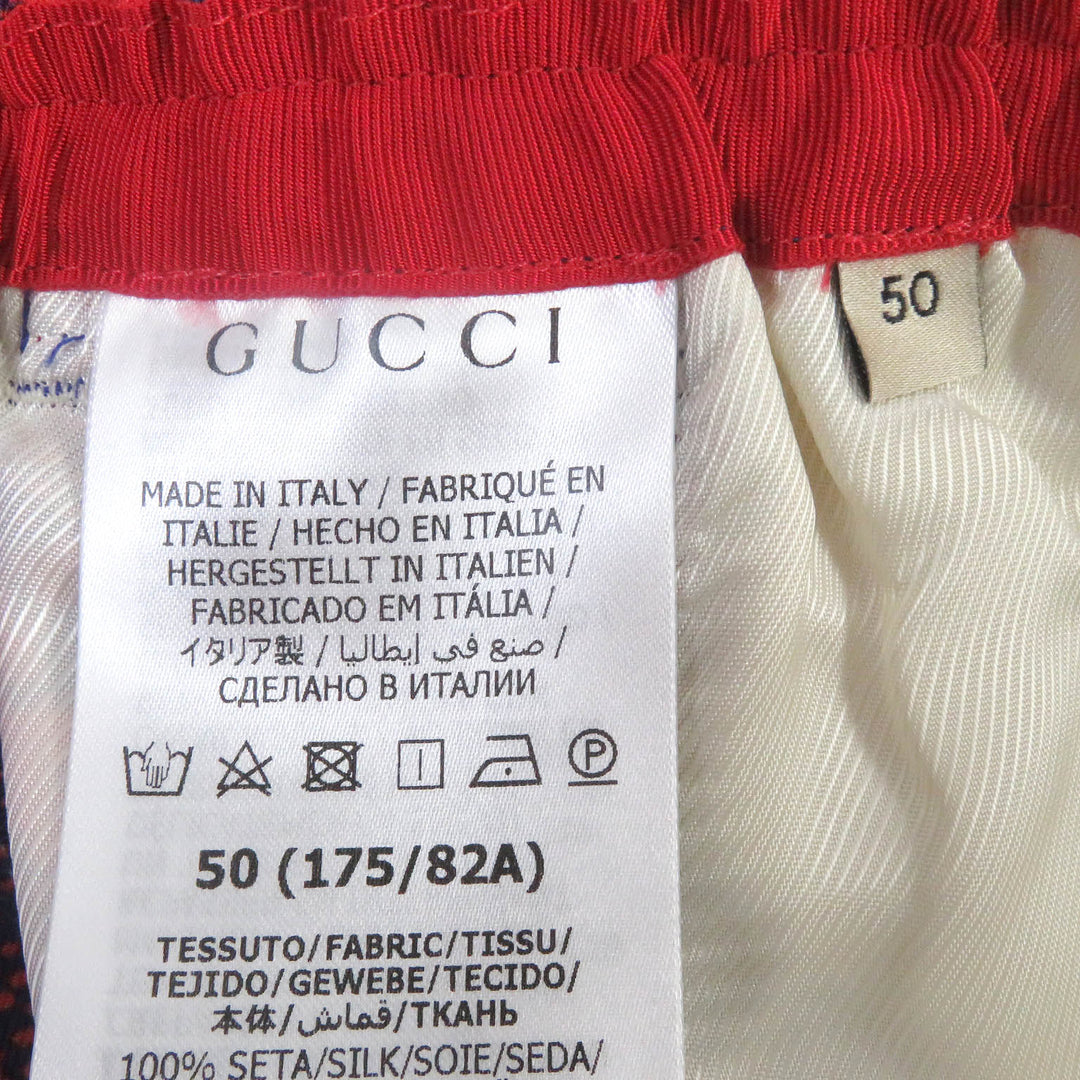 GUCCI
50
MADE IN ITALY / FABRIQUÉ EN
ITALIE / HECHO EN ITALIA /
HERGESTELLT IN ITALIEN /
FABRICADO EM ITÁLIA /
イタリア製 / صنع في إيطاليا /
СДЕЛАНО В ИТАЛИИ
P
50 (175/82A)
TESSUTO/FABRIC/TISSU/
TEJIDO/GEWEBE/TECIDO/
本体/قماش/ТКАНЬ
100% SETA/SILK/SOIE/SEDA/